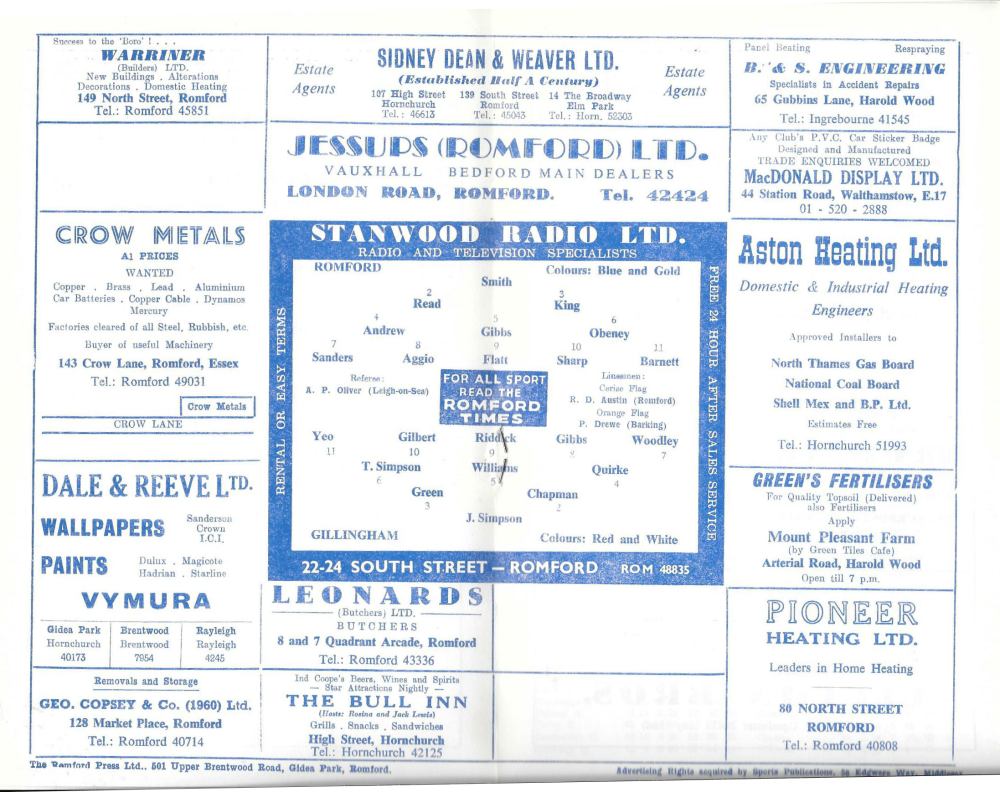 Success to the 'Boro' ! . . .
WARRINER
(Builders) LTD.
New Buildings . Alterations
Decorations . Domestic Heating
149 North Street, Romford
Tel.: Romford 45851
CROW METALS
A1 PRICES
WANTED
Copper . Brass . Lead . Aluminium
Car Batteries . Copper Cable . Dynamos
Mercury
Factories cleared of all Steel, Rubbish, etc.
Buyer of useful Machinery
143 Crow Lane, Romford, Essex
Tel.: Romford 49031
Crow Metals
CROW LANE
DALE & REEVE LTD.
WALLPAPERS
Sanderson
Crown
I.C.I.
PAINTS
Dulux . Magicote
Hadrian . Starline
VYMURA
Gidea Park Brentwood Rayleigh
Hornchurch Brentwood Rayleigh
40173 7954 4245
Removals and Storage
GEO. COPSEY & Co. (1960) Ltd.
128 Market Place, Romford
Tel.: Romford 40714
Estate
Agents
SIDNEY DEAN & WEAVER LTD.
(Established Half A Century)
107 High Street 139 South Street 14 The Broadway
Hornchurch Romford Elm Park
Tel.: 46613 Tel.: 45043 Tel.: Horn. 52303
Estate
Agents
JESSUPS (ROMFORD) LTD.
VAUXHALL BEDFORD MAIN DEALERS
LONDON ROAD, ROMFORD. Tel. 42424
STANWOOD RADIO LTD.
RADIO AND TELEVISION SPECIALISTS
RENTAL OR EASY TERMS
FREE 24 HOUR AFTER SALES SERVICE
ROMFORD Colours: Blue and Gold
Smith
2 3
Read King
4 5 6
Andrew Gibbs Obeney
7 8 9 10 11
Sanders Aggio Flatt Sharp Barnett
Referee:
A. P. Oliver (Leigh-on-Sea)
FOR ALL SPORT
READ THE
ROMFORD
TIMES
Linesmen:
Cerise Flag
R. D. Austin (Romford)
Orange Flag
P. Drewe (Barking)
Yeo Gilbert Riddick Gibbs Woodley
11 10 9 8 7
T. Simpson Williams Quirke
6 5 4
Green Chapman
3 2
J. Simpson
GILLINGHAM Colours: Red and White
22-24 SOUTH STREET — ROMFORD ROM 48835
LEONARDS
(Butchers) LTD.
BUTCHERS
8 and 7 Quadrant Arcade, Romford
Tel.: Romford 43336
Ind Coope's Beers, Wines and Spirits
— Star Attractions Nightly —
THE BULL INN
(Hosts: Rosina and Jack Lewis)
Grills . Snacks . Sandwiches
High Street, Hornchurch
Tel.: Hornchurch 42125
Panel Beating Respraying
B. & S. ENGINEERING
Specialists in Accident Repairs
65 Gubbins Lane, Harold Wood
Tel.: Ingrebourne 41545
Any Club's P.V.C. Car Sticker Badge
Designed and Manufactured
TRADE ENQUIRIES WELCOMED
MacDONALD DISPLAY LTD.
44 Station Road, Walthamstow, E.17
01 - 520 - 2888
Aston Heating Ltd.
Domestic & Industrial Heating
Engineers
Approved Installers to
North Thames Gas Board
National Coal Board
Shell Mex and B.P. Ltd.
Estimates Free
Tel.: Hornchurch 51993
GREEN'S FERTILISERS
For Quality Topsoil (Delivered)
also Fertilisers
Apply
Mount Pleasant Farm
(by Green Tiles Cafe)
Arterial Road, Harold Wood
Open till 7 p.m.
PIONEER
HEATING LTD.
Leaders in Home Heating
80 NORTH STREET
ROMFORD
Tel.: Romford 40808
The Romford Press Ltd., 501 Upper Brentwood Road, Gidea Park, Romford.
Advertising Rights acquired by Sports Publications, Edgware Way,